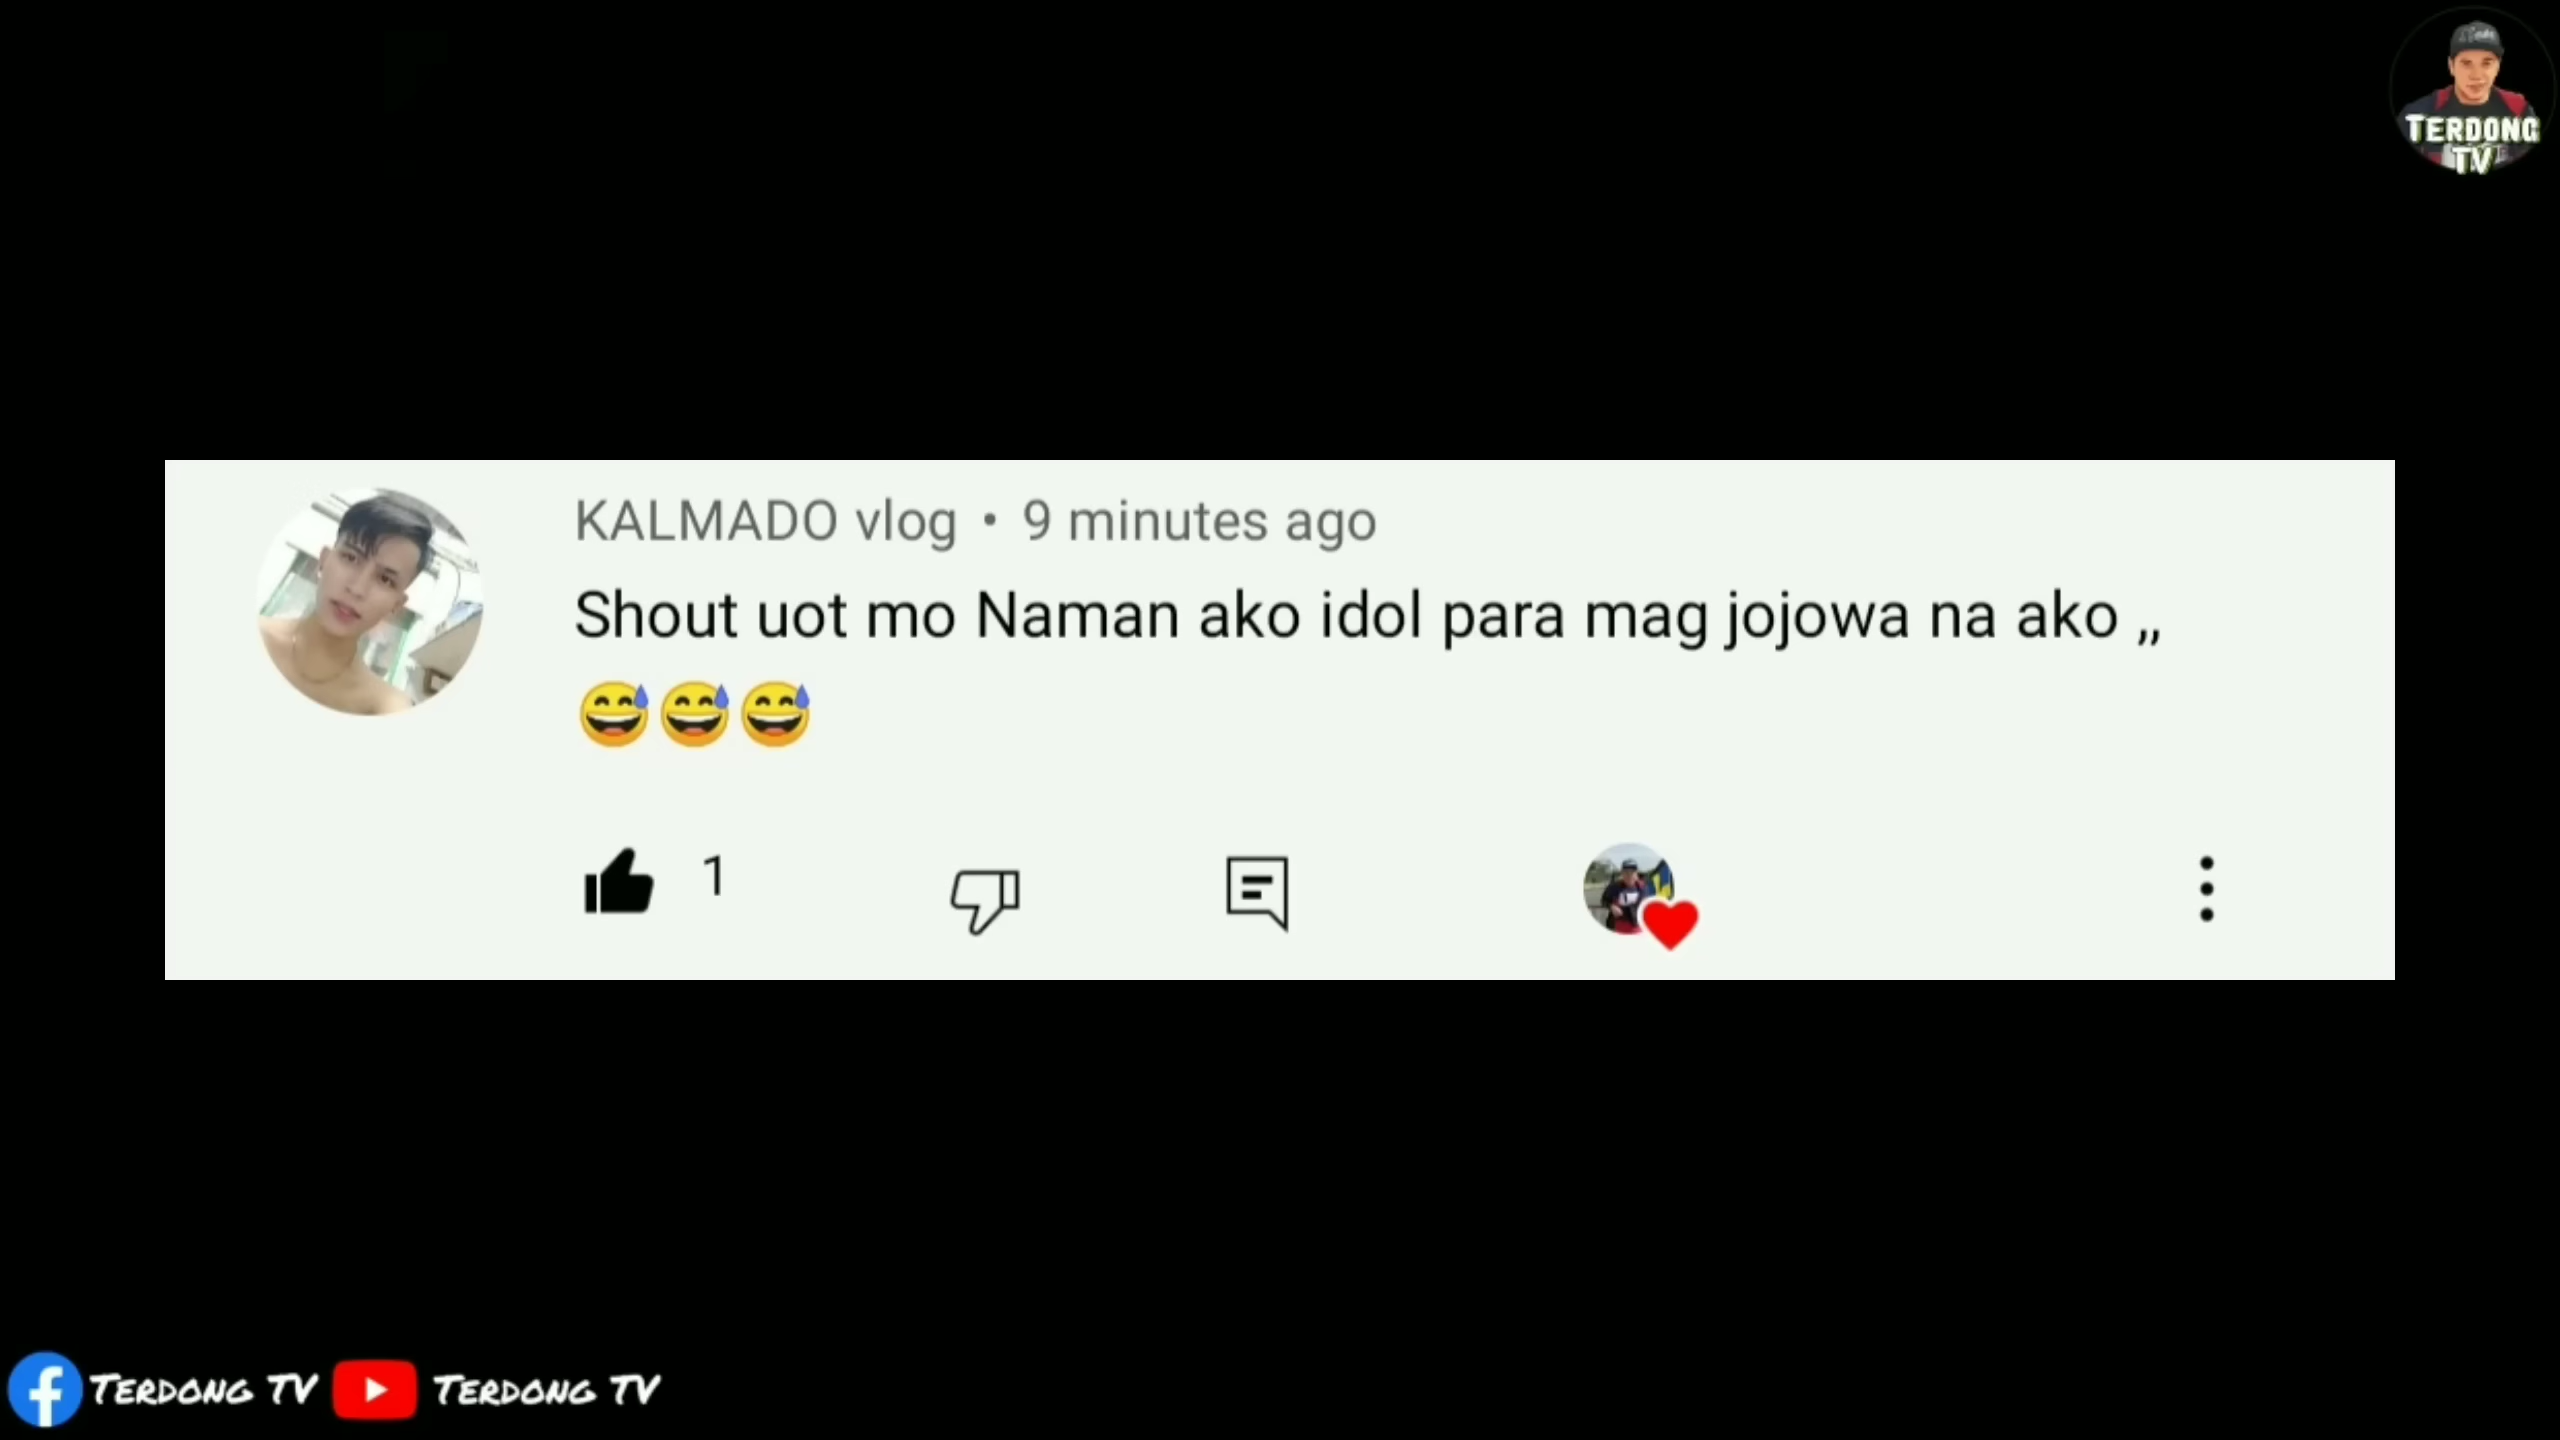 TERDONG
TV
KALMADO vlog • 9 minutes ago
Shout uot mo Naman ako idol para mag jojowa na ako ,,
😅😅😅
1
TERDONG TV TERDONG TV